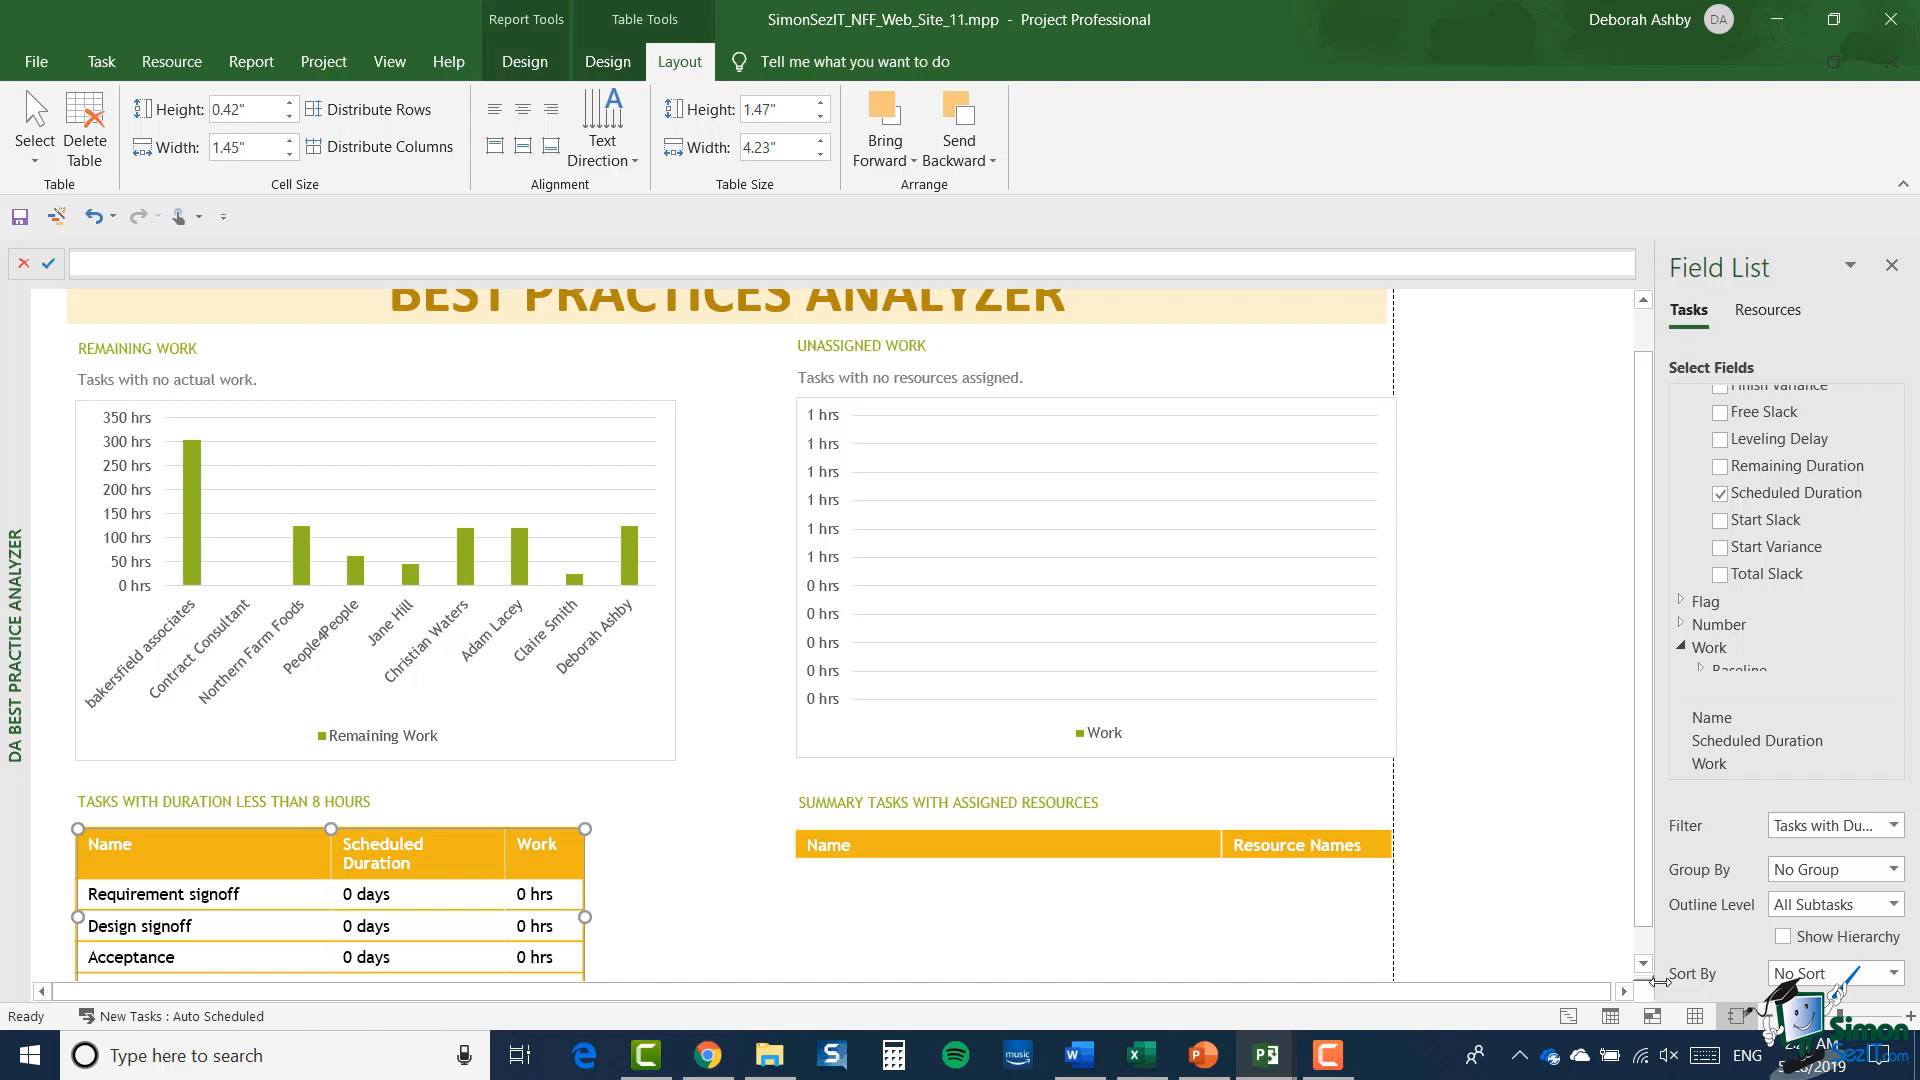 Report Tools
Table Tools
SimonSezIT_NFF_Web_Site_11.mpp - Project Professional
Deborah Ashby DA
File Task Resource Report Project View Help Design Design Layout Tell me what you want to do
Select
Delete Table
Table
Height: 0.42"
Width: 1.45"
Distribute Rows
Distribute Columns
Cell Size
A
Text Direction
Alignment
Height: 1.47"
Width: 4.23"
Table Size
Bring Forward
Send Backward
Arrange
DA BEST PRACTICE ANALYZER
BEST PRACTICES ANALYZER
REMAINING WORK
Tasks with no actual work.
350 hrs
300 hrs
250 hrs
200 hrs
150 hrs
100 hrs
50 hrs
0 hrs
bakersfield associates
Contract Consultant
Northern Farm Foods
People4People
Jane Hill
Christian Waters
Adam Lacey
Claire Smith
Deborah Ashby
Remaining Work
UNASSIGNED WORK
Tasks with no resources assigned.
1 hrs
1 hrs
1 hrs
1 hrs
1 hrs
1 hrs
0 hrs
0 hrs
0 hrs
0 hrs
0 hrs
Work
TASKS WITH DURATION LESS THAN 8 HOURS
Name Scheduled Duration Work
Requirement signoff 0 days 0 hrs
Design signoff 0 days 0 hrs
Acceptance 0 days 0 hrs
SUMMARY TASKS WITH ASSIGNED RESOURCES
Name Resource Names
Field List
Tasks Resources
Select Fields
Finish Variance
Free Slack
Leveling Delay
Remaining Duration
Scheduled Duration
Start Slack
Start Variance
Total Slack
Flag
Number
Work
Baseline
Name
Scheduled Duration
Work
Filter Tasks with Du...
Group By No Group
Outline Level All Subtasks
Show Hierarchy
Sort By No Sort
Ready New Tasks : Auto Scheduled
Type here to search
music
ENG
Simon
SezIT.com